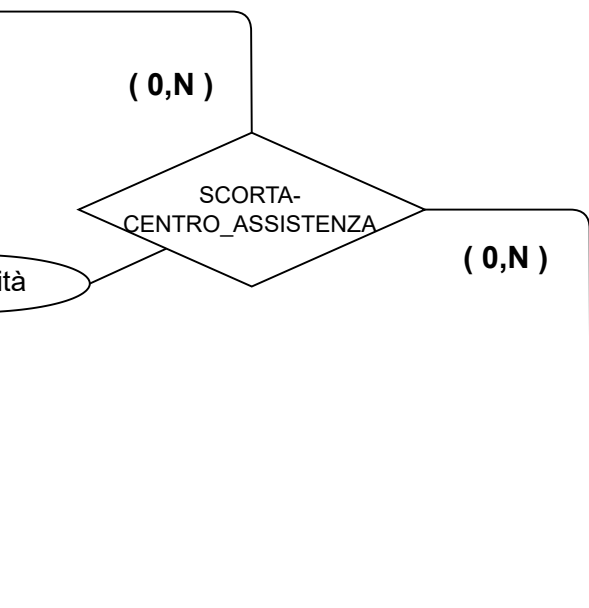 ( 0,N )
SCORTA-
CENTRO_ASSISTENZA
( 0,N )
ità